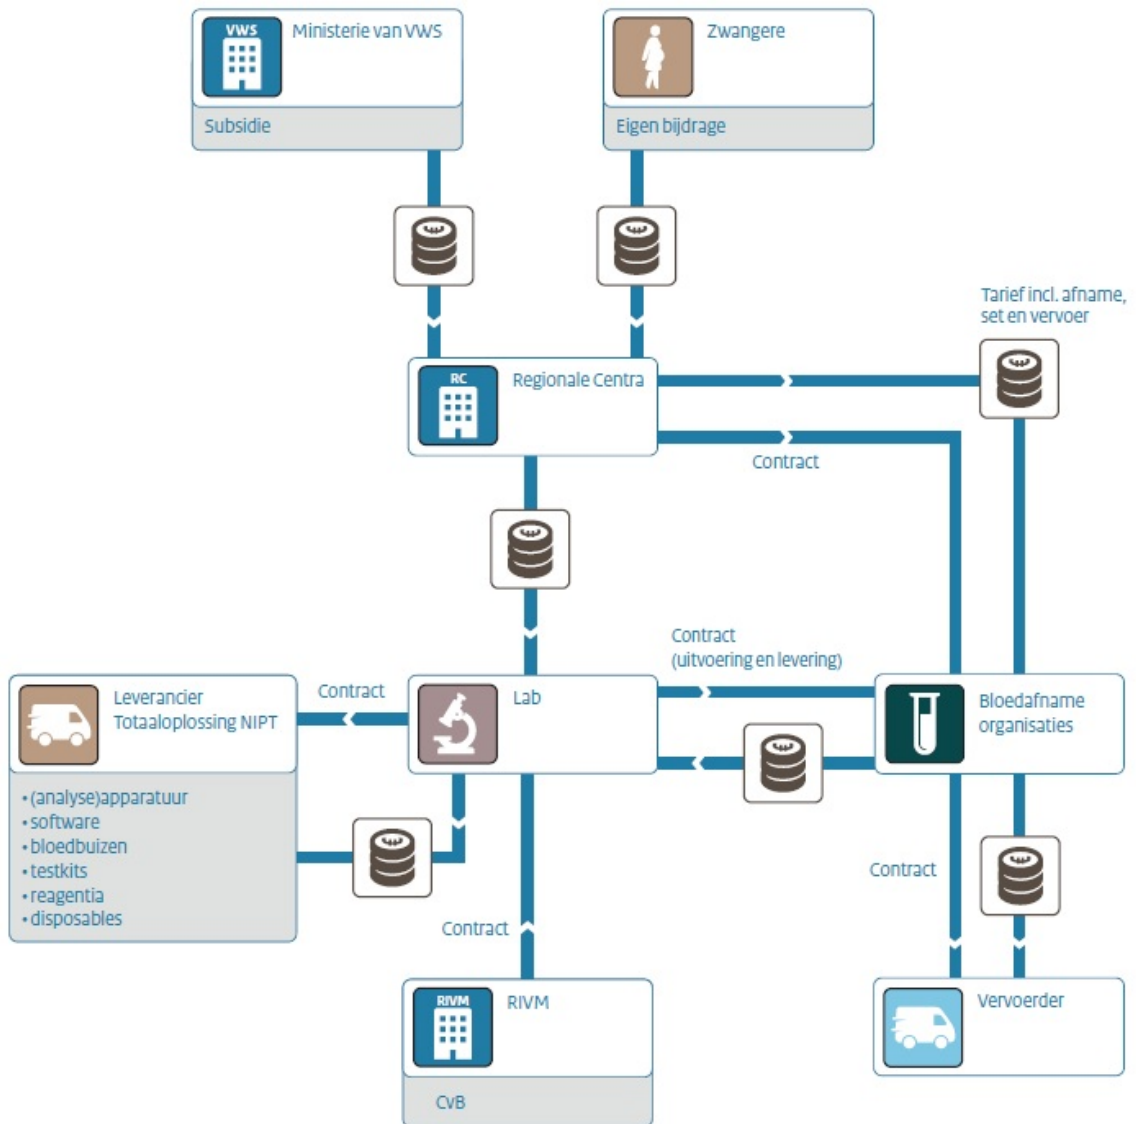 VWS
Ministerie van VWS
Subsidie
Zwangere
Eigen bijdrage
Tarief incl. afname,
set en vervoer
RC
Regionale Centra
Contract
Contract
(uitvoering en levering)
Leverancier
Totaaloplossing NIPT
Contract
Lab
Bloedafname
organisaties
• (analyse)apparatuur
• software
• bloedbuizen
• testkits
• reagentia
• disposables
Contract
Contract
RIVM
RIVM
CvB
Vervoerder